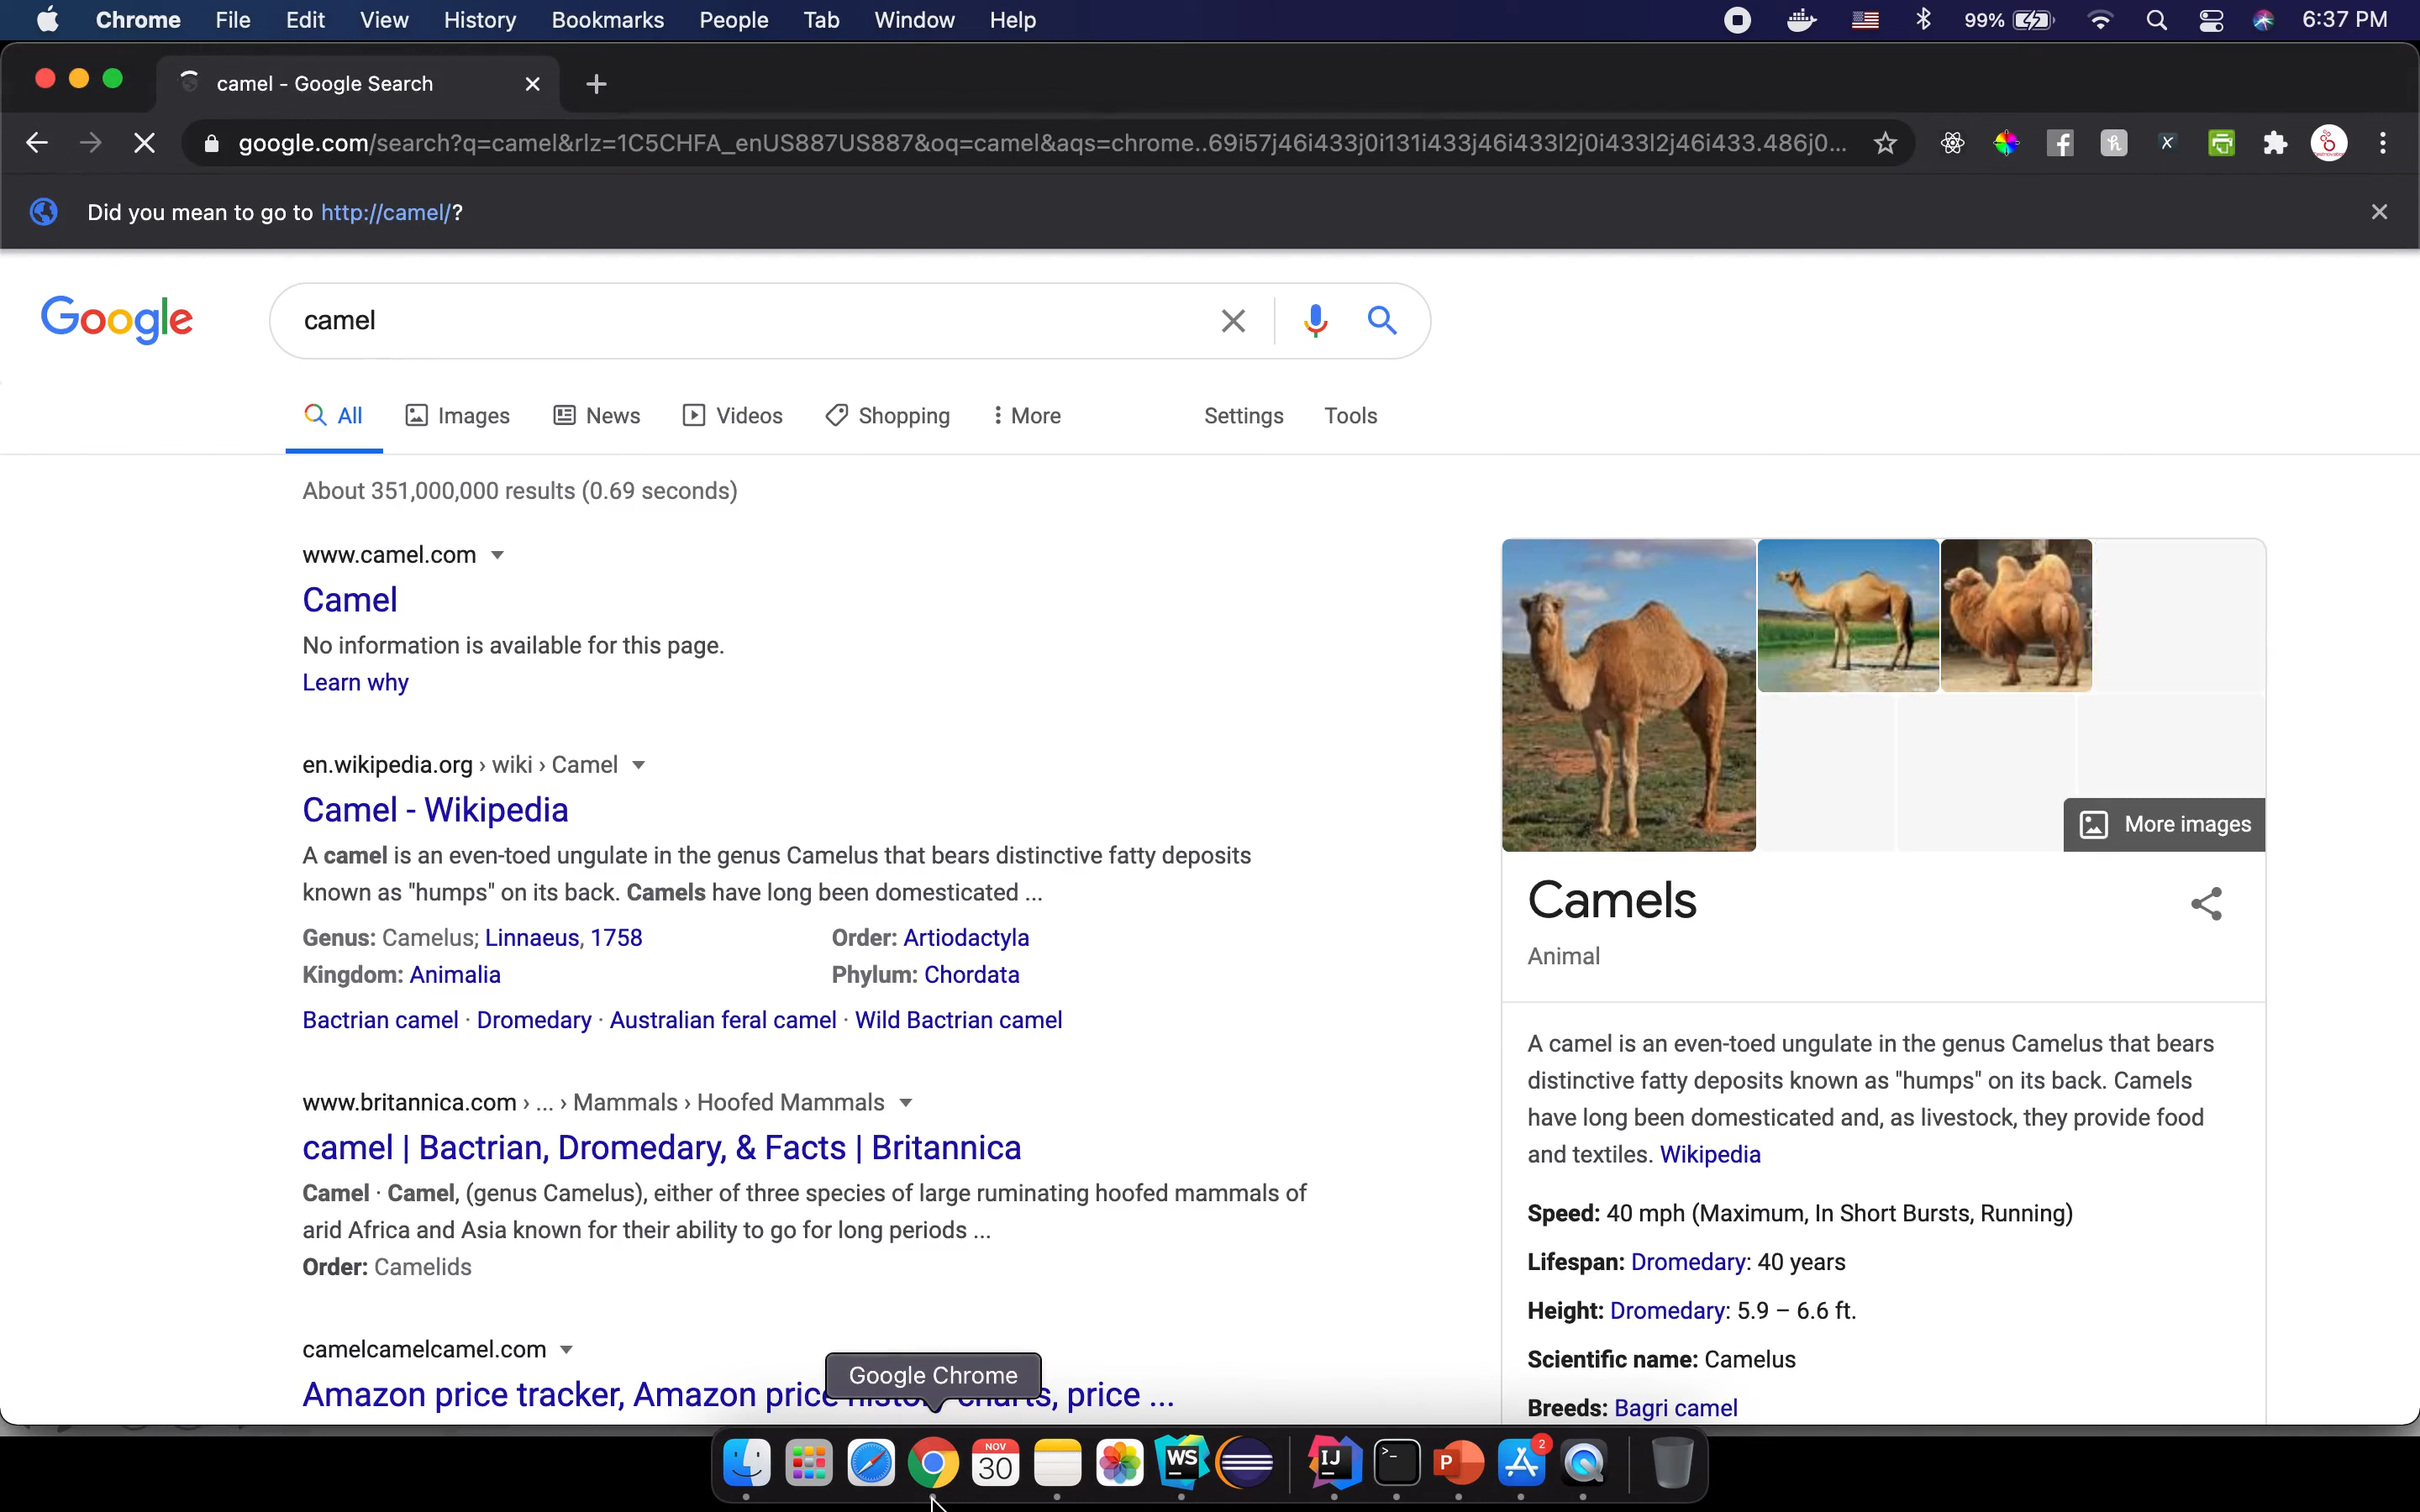 Chrome File Edit View History Bookmarks People Tab Window Help 99% 6:37 PM
camel - Google Search
google.com/search?q=camel&rlz=1C5CHFA_enUS887US887&oq=camel&aqs=chrome..69i57j46i433j0i131i433j46i433l2j0i433l2j46i433.486j0...
Did you mean to go to http://camel/?
Google camel
All Images News Videos Shopping More Settings Tools
About 351,000,000 results (0.69 seconds)
www.camel.com
Camel
No information is available for this page.
Learn why
en.wikipedia.org › wiki › Camel
Camel - Wikipedia
A camel is an even-toed ungulate in the genus Camelus that bears distinctive fatty deposits
known as "humps" on its back. Camels have long been domesticated ...
Genus: Camelus; Linnaeus, 1758 Order: Artiodactyla
Kingdom: Animalia Phylum: Chordata
Bactrian camel · Dromedary · Australian feral camel · Wild Bactrian camel
www.britannica.com › ... › Mammals › Hoofed Mammals
camel | Bactrian, Dromedary, & Facts | Britannica
Camel · Camel, (genus Camelus), either of three species of large ruminating hoofed mammals of
arid Africa and Asia known for their ability to go for long periods ...
Order: Camelids
camelcamelcamel.com
Amazon price tracker, Amazon price history charts, price ...
More images
Camels
Animal
A camel is an even-toed ungulate in the genus Camelus that bears
distinctive fatty deposits known as "humps" on its back. Camels
have long been domesticated and, as livestock, they provide food
and textiles. Wikipedia
Speed: 40 mph (Maximum, In Short Bursts, Running)
Lifespan: Dromedary: 40 years
Height: Dromedary: 5.9 – 6.6 ft.
Scientific name: Camelus
Breeds: Bagri camel
Google Chrome
NOV
30
WS
IJ
P
2